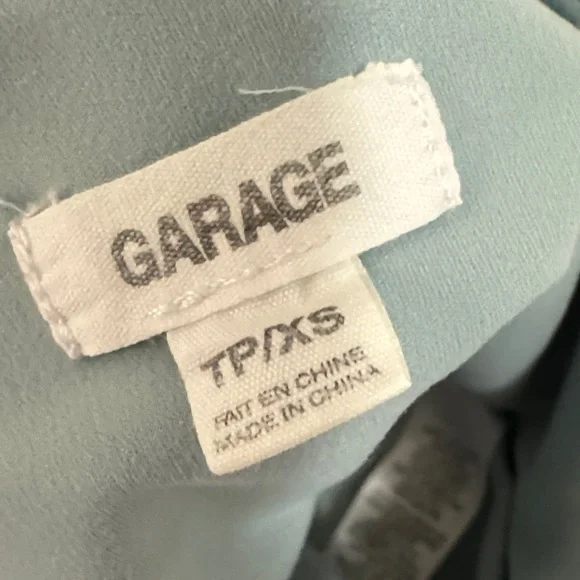 GARAGE
TP/XS
FAIT EN CHINE
MADE IN CHINA